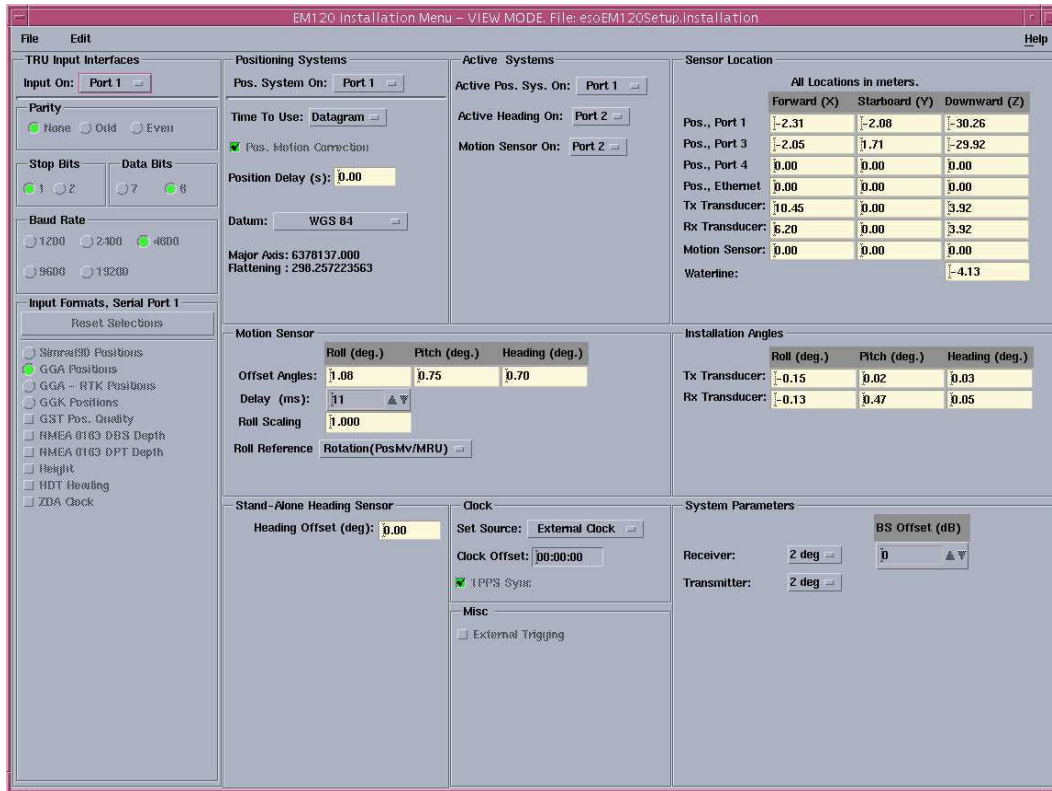 EM120 Installation Menu – VIEW MODE. File: esoEM120Setup.installation
File Edit Help
TRU Input Interfaces
Input On: Port 1
Parity
None Odd Even
Stop Bits
1 2
Data Bits
7 8
Baud Rate
1200 2400 4800
9600 19200
Input Formats, Serial Port 1
Reset Selections
Simrad90 Positions
GGA Positions
GGA – RTK Positions
GGK Positions
GST Pos. Quality
NMEA 0183 DBS Depth
NMEA 0183 DPT Depth
Height
HDT Heading
ZDA Clock
Positioning Systems
Pos. System On: Port 1
Time To Use: Datagram
Pos. Motion Correction
Position Delay (s): 0.00
Datum: WGS 84
Major Axis: 6378137.000
Flattening : 298.257223563
Active Systems
Active Pos. Sys. On: Port 1
Active Heading On: Port 2
Motion Sensor On: Port 2
Sensor Location
All Locations in meters.
Forward (X) Starboard (Y) Downward (Z)
Pos., Port 1 -2.31 -2.08 -30.26
Pos., Port 3 -2.05 1.71 -29.92
Pos., Port 4 0.00 0.00 0.00
Pos., Ethernet 0.00 0.00 0.00
Tx Transducer: 10.45 0.00 3.92
Rx Transducer: 6.20 0.00 3.92
Motion Sensor: 0.00 0.00 0.00
Waterline: -4.13
Motion Sensor
Roll (deg.) Pitch (deg.) Heading (deg.)
Offset Angles: 1.08 0.75 0.70
Delay (ms): 11
Roll Scaling 1.000
Roll Reference Rotation(PosMv/MRU)
Installation Angles
Roll (deg.) Pitch (deg.) Heading (deg.)
Tx Transducer: -0.15 0.02 0.03
Rx Transducer: -0.13 0.47 0.05
Stand-Alone Heading Sensor
Heading Offset (deg): 0.00
Clock
Set Source: External Clock
Clock Offset: 00:00:00
1PPS Sync
Misc
External Trigging
System Parameters
BS Offset (dB)
Receiver: 2 deg 0
Transmitter: 2 deg